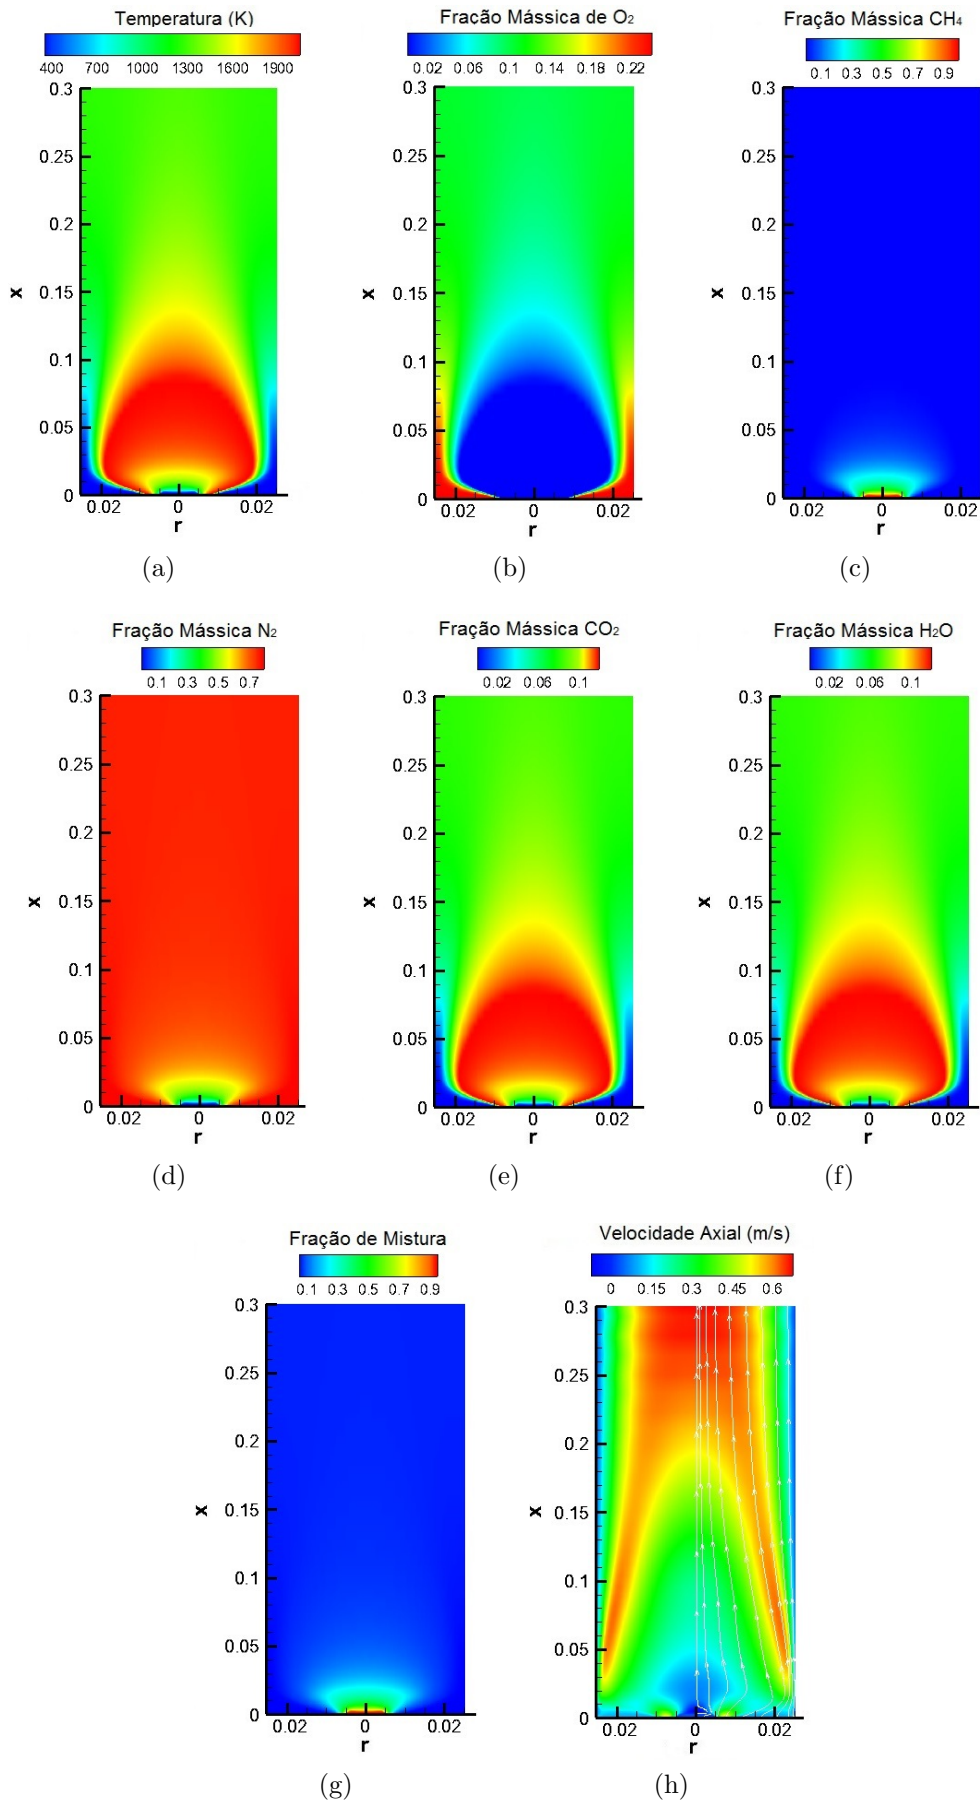 Temperatura (K)
400 700 1000 1300 1600 1900
0.3
0.25
0.2
x 0.15
0.1
0.05
0
0.02 0 0.02
r
(a)
Fração Mássica de O₂
0.02 0.06 0.1 0.14 0.18 0.22
0.3
0.25
0.2
x 0.15
0.1
0.05
0
0.02 0 0.02
r
(b)
Fração Mássica CH₄
0.1 0.3 0.5 0.7 0.9
0.3
0.25
0.2
x 0.15
0.1
0.05
0
0.02 0 0.02
r
(c)
Fração Mássica N₂
0.1 0.3 0.5 0.7
0.3
0.25
0.2
x 0.15
0.1
0.05
0
0.02 0 0.02
r
(d)
Fração Mássica CO₂
0.02 0.06 0.1
0.3
0.25
0.2
x 0.15
0.1
0.05
0
0.02 0 0.02
r
(e)
Fração Mássica H₂O
0.02 0.06 0.1
0.3
0.25
0.2
x 0.15
0.1
0.05
0
0.02 0 0.02
r
(f)
Fração de Mistura
0.1 0.3 0.5 0.7 0.9
0.3
0.25
0.2
x 0.15
0.1
0.05
0
0.02 0 0.02
r
(g)
Velocidade Axial (m/s)
0 0.15 0.3 0.45 0.6
0.3
0.25
0.2
x 0.15
0.1
0.05
0
0.02 0 0.02
r
(h)